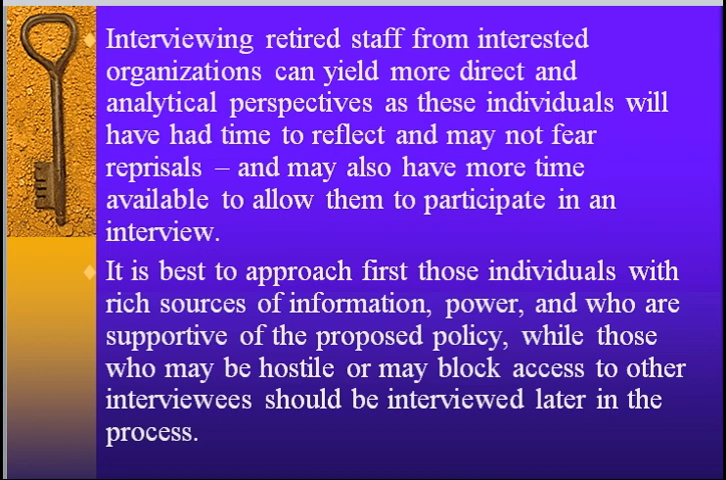 Interviewing retired staff from interested
organizations can yield more direct and
analytical perspectives as these individuals will
have had time to reflect and may not fear
reprisals – and may also have more time
available to allow them to participate in an
interview.
It is best to approach first those individuals with
rich sources of information, power, and who are
supportive of the proposed policy, while those
who may be hostile or may block access to other
interviewees should be interviewed later in the
process.